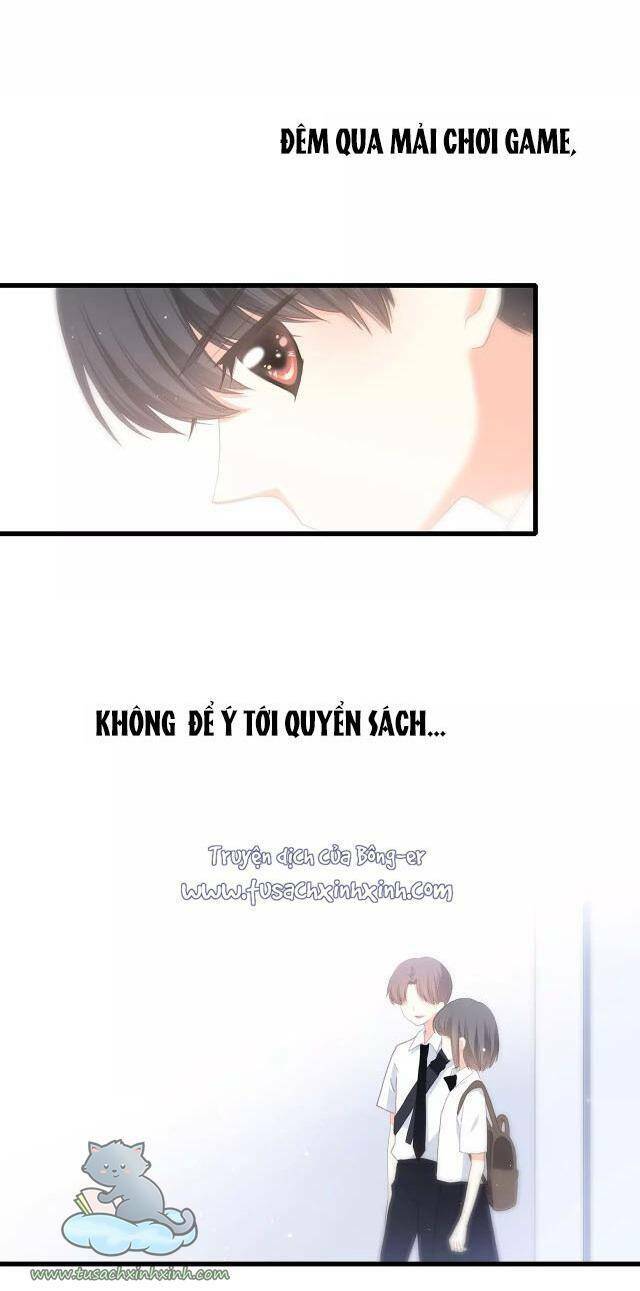 ĐÊM QUA MẢI CHƠI GAME,
KHÔNG ĐỂ Ý TỚI QUYỂN SÁCH...
Truyện dịch của Bông-er
www.tusachxinhxinh.com
www.tusachxinhxinh.com